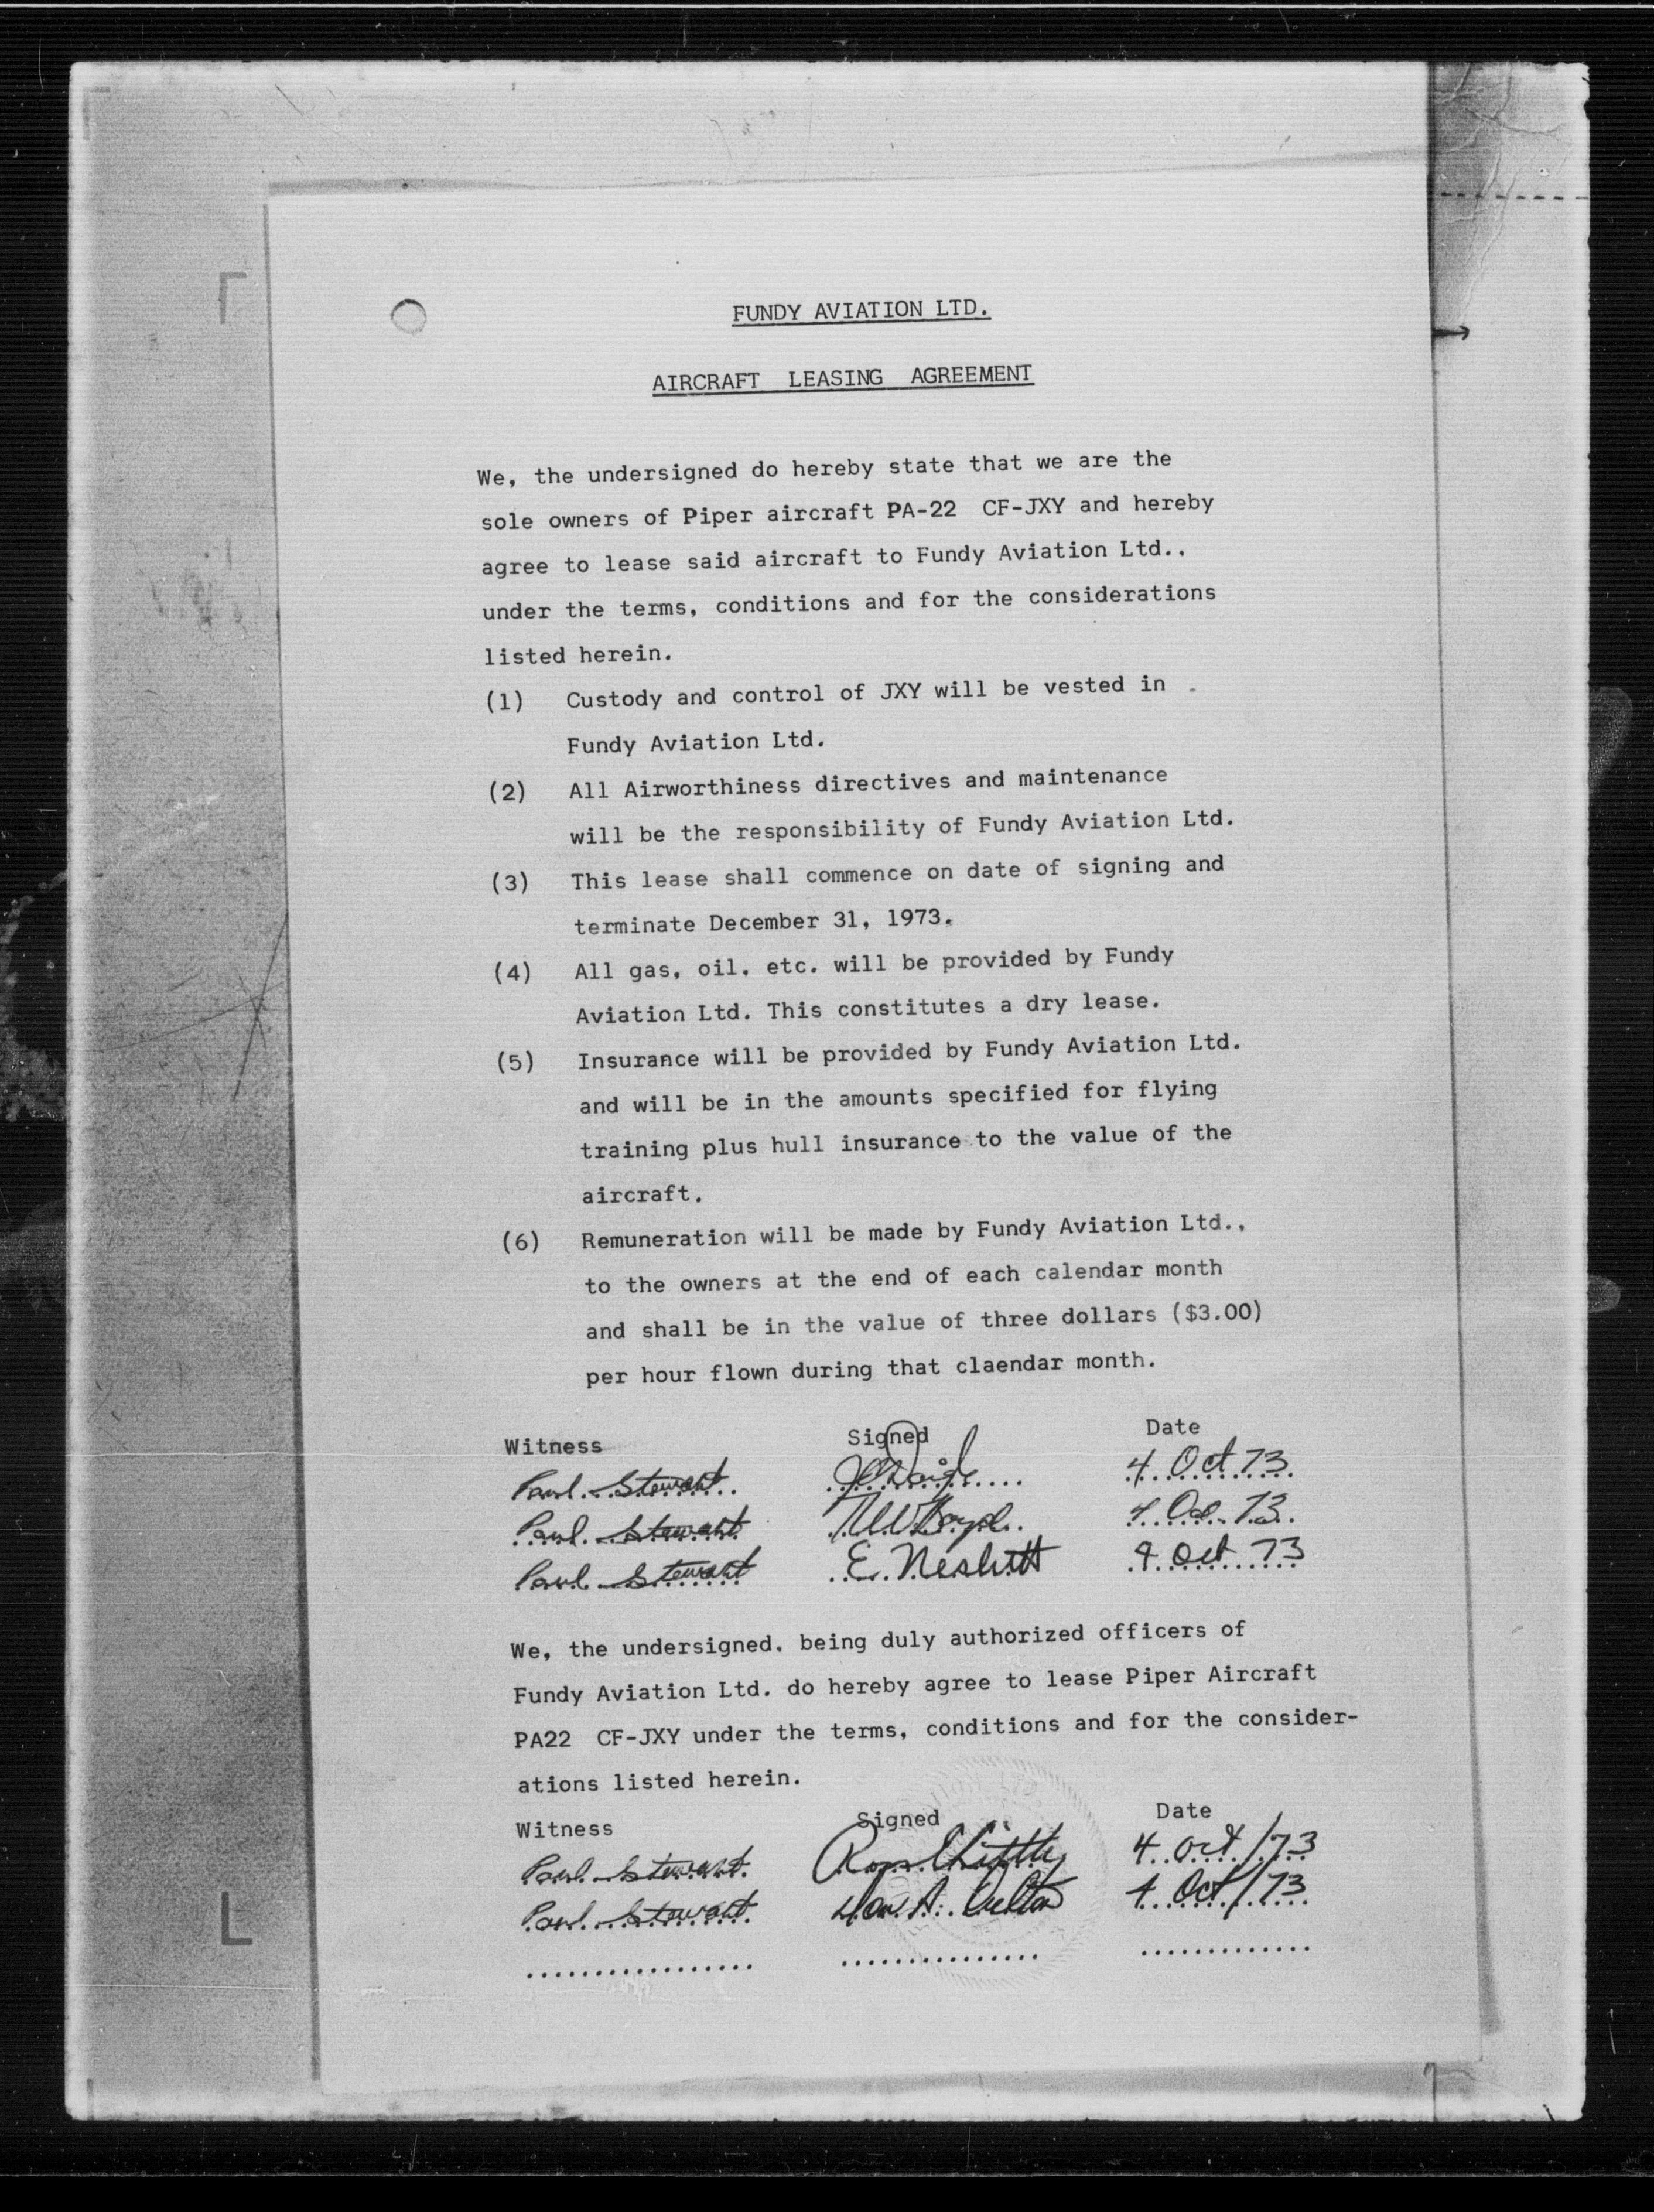 FUNDY AVIATION LTD.
AIRCRAFT LEASING AGREEMENT
We, the undersigned do hereby state that we are the
sole owners of Piper aircraft PA-22 CF-JXY and hereby
agree to lease said aircraft to Fundy Aviation Ltd..
under the terms, conditions and for the considerations
listed herein.
(1) Custody and control of JXY will be vested in
Fundy Aviation Ltd.
(2) All Airworthiness directives and maintenance
will be the responsibility of Fundy Aviation Ltd.
(3) This lease shall commence on date of signing and
terminate December 31, 1973.
(4) All gas, oil, etc. will be provided by Fundy
Aviation Ltd. This constitutes a dry lease.
(5) Insurance will be provided by Fundy Aviation Ltd.
and will be in the amounts specified for flying
training plus hull insurance to the value of the
aircraft.
(6) Remuneration will be made by Fundy Aviation Ltd.,
to the owners at the end of each calendar month
and shall be in the value of three dollars ($3.00)
per hour flown during that claendar month.
Witness Signed Date
Paul Stewart 4 Oct 73
Paul Stewart 4 Oct 73
Paul Stewart E. Nesbitt 4 Oct 73
We, the undersigned, being duly authorized officers of
Fundy Aviation Ltd. do hereby agree to lease Piper Aircraft
PA22 CF-JXY under the terms, conditions and for the consider-
ations listed herein.
Witness Signed Date
Paul Stewart 4 Oct/73
Paul Stewart Don A. 4 Oct/73